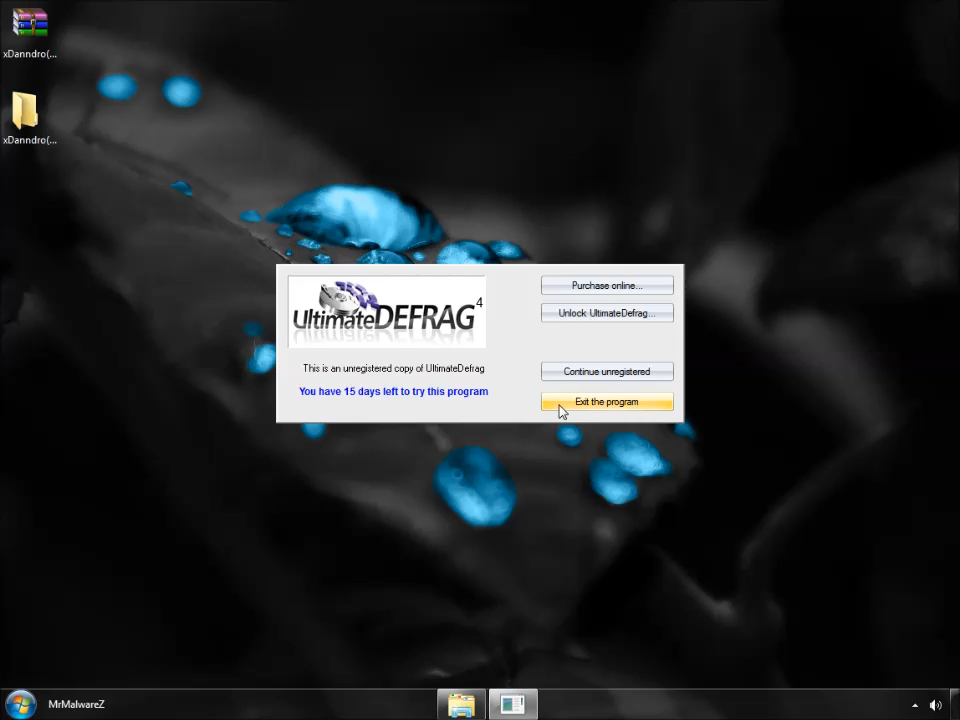 xDanndro(...
xDanndro(...
UltimateDEFRAG 4
This is an unregistered copy of UltimateDefrag
You have 15 days left to try this program
Purchase online...
Unlock UltimateDefrag...
Continue unregistered
Exit the program
MrMalwareZ